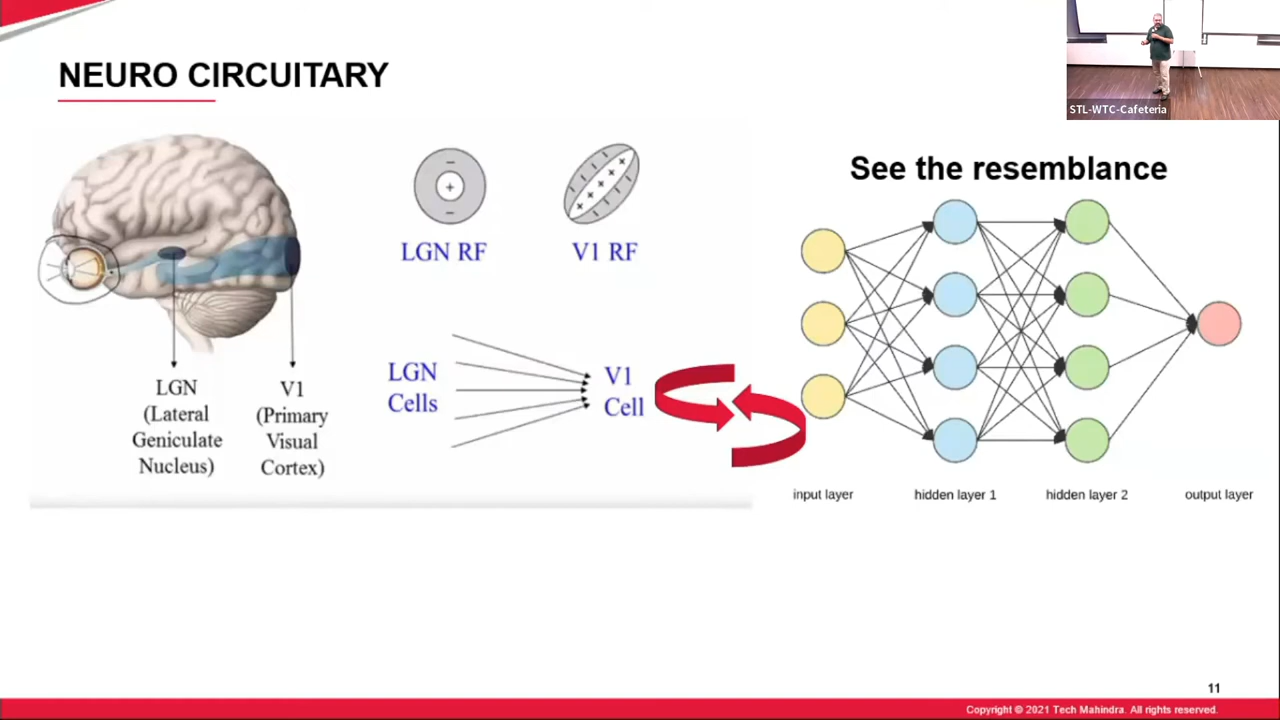 NEURO CIRCUITARY
STL-WTC-Cafeteria
See the resemblance
LGN RF
V1 RF
LGN
Cells
V1
Cell
LGN
(Lateral
Geniculate
Nucleus)
V1
(Primary
Visual
Cortex)
input layer
hidden layer 1
hidden layer 2
output layer
11
Copyright © 2021 Tech Mahindra. All rights reserved.